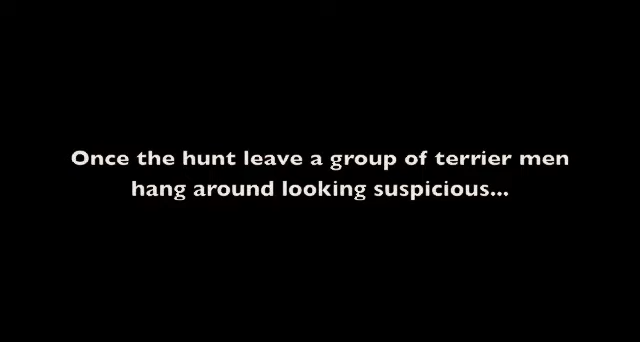 Once the hunt leave a group of terrier men
hang around looking suspicious...